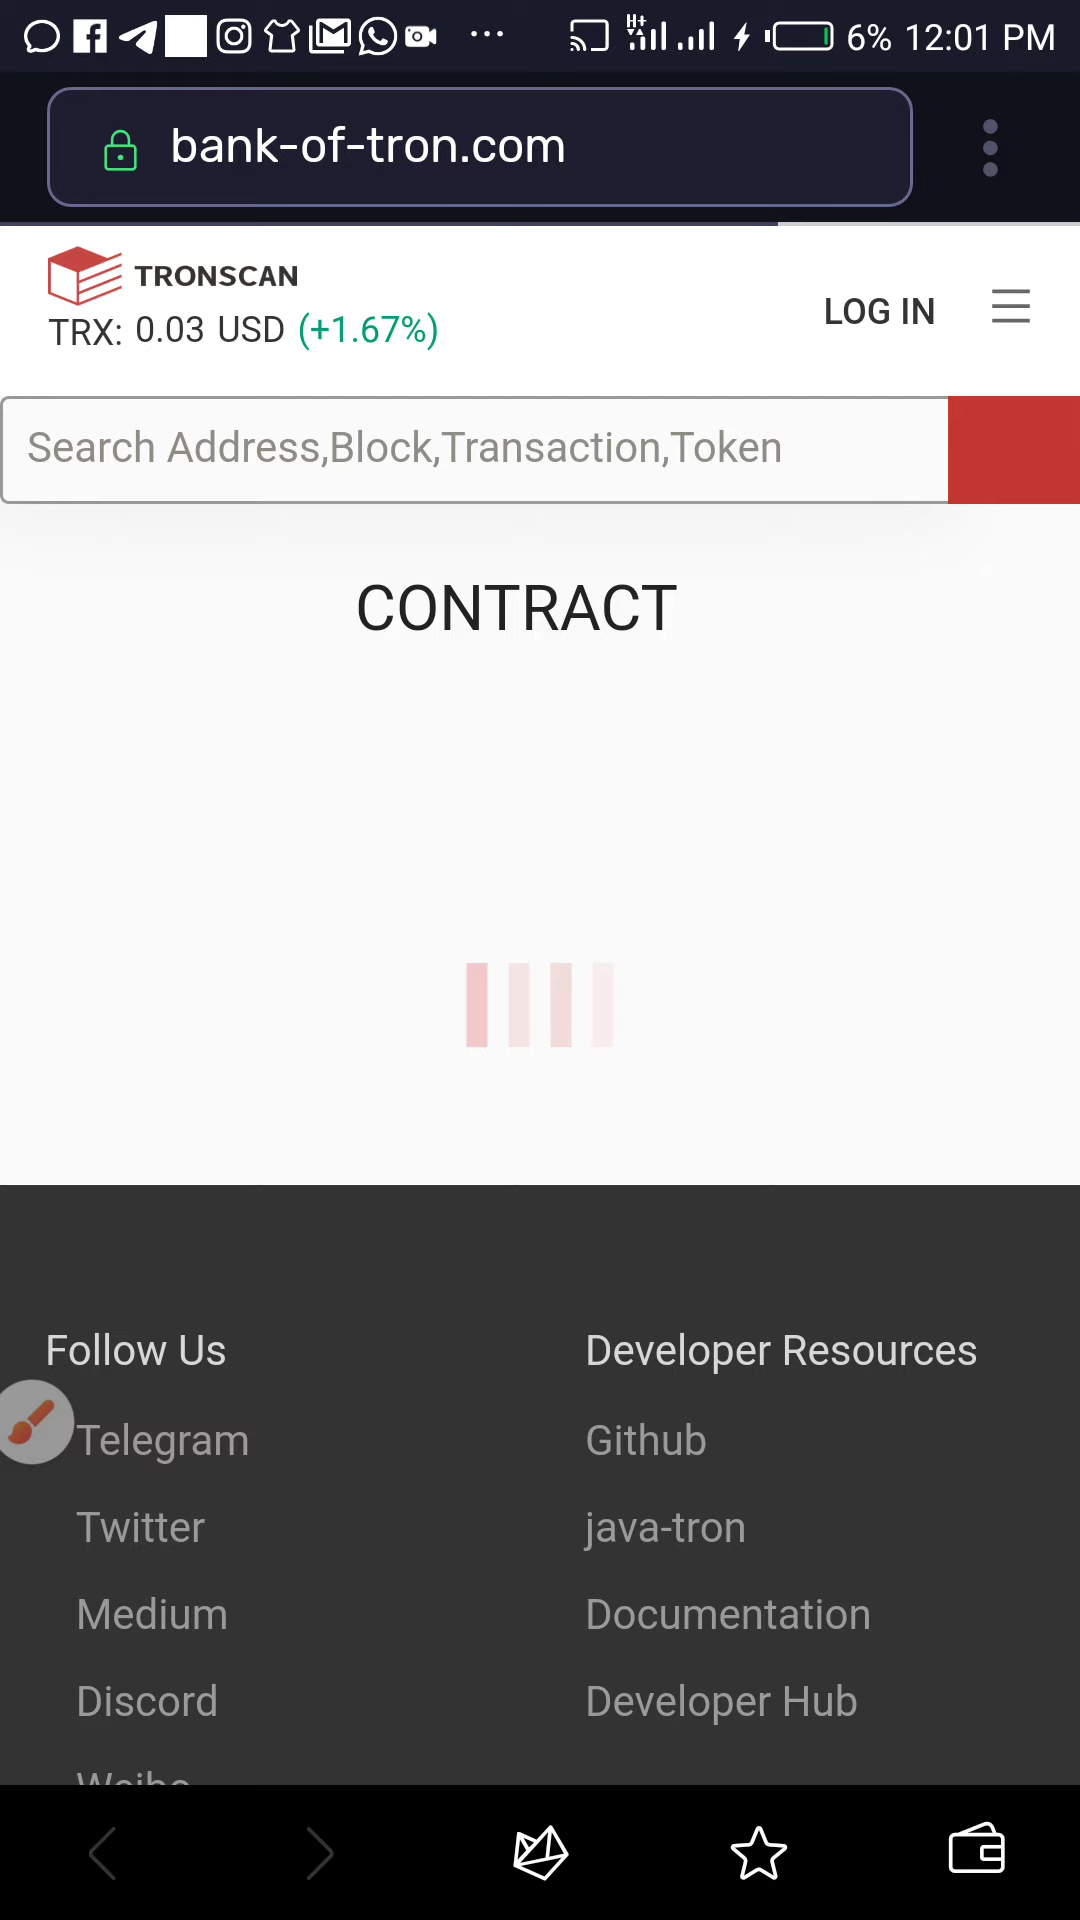 H+
6% 12:01 PM
bank-of-tron.com
TRONSCAN
TRX: 0.03 USD (+1.67%)
LOG IN
Search Address,Block,Transaction,Token
CONTRACT
Follow Us
Developer Resources
Telegram
Github
Twitter
java-tron
Medium
Documentation
Discord
Developer Hub
Weibo